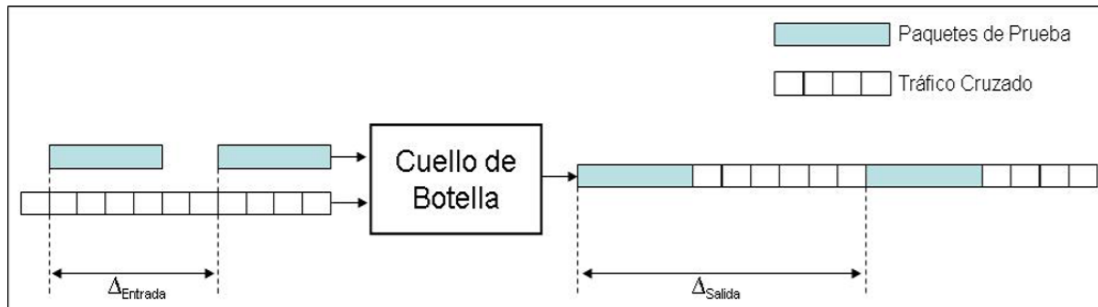 Paquetes de Prueba
Tráfico Cruzado
Cuello de
Botella
ΔEntrada
ΔSalida